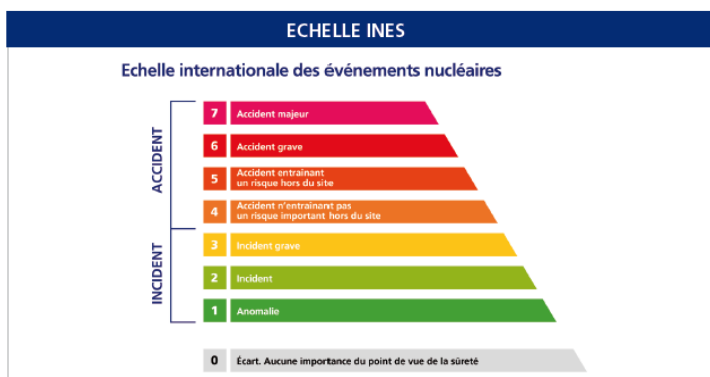 ECHELLE INES
Echelle internationale des événements nucléaires
ACCIDENT
7 Accident majeur
6 Accident grave
5 Accident entraînant
un risque hors du site
4 Accident n'entraînant pas
un risque important hors du site
INCIDENT
3 Incident grave
2 Incident
1 Anomalie
0 Écart. Aucune importance du point de vue de la sûreté